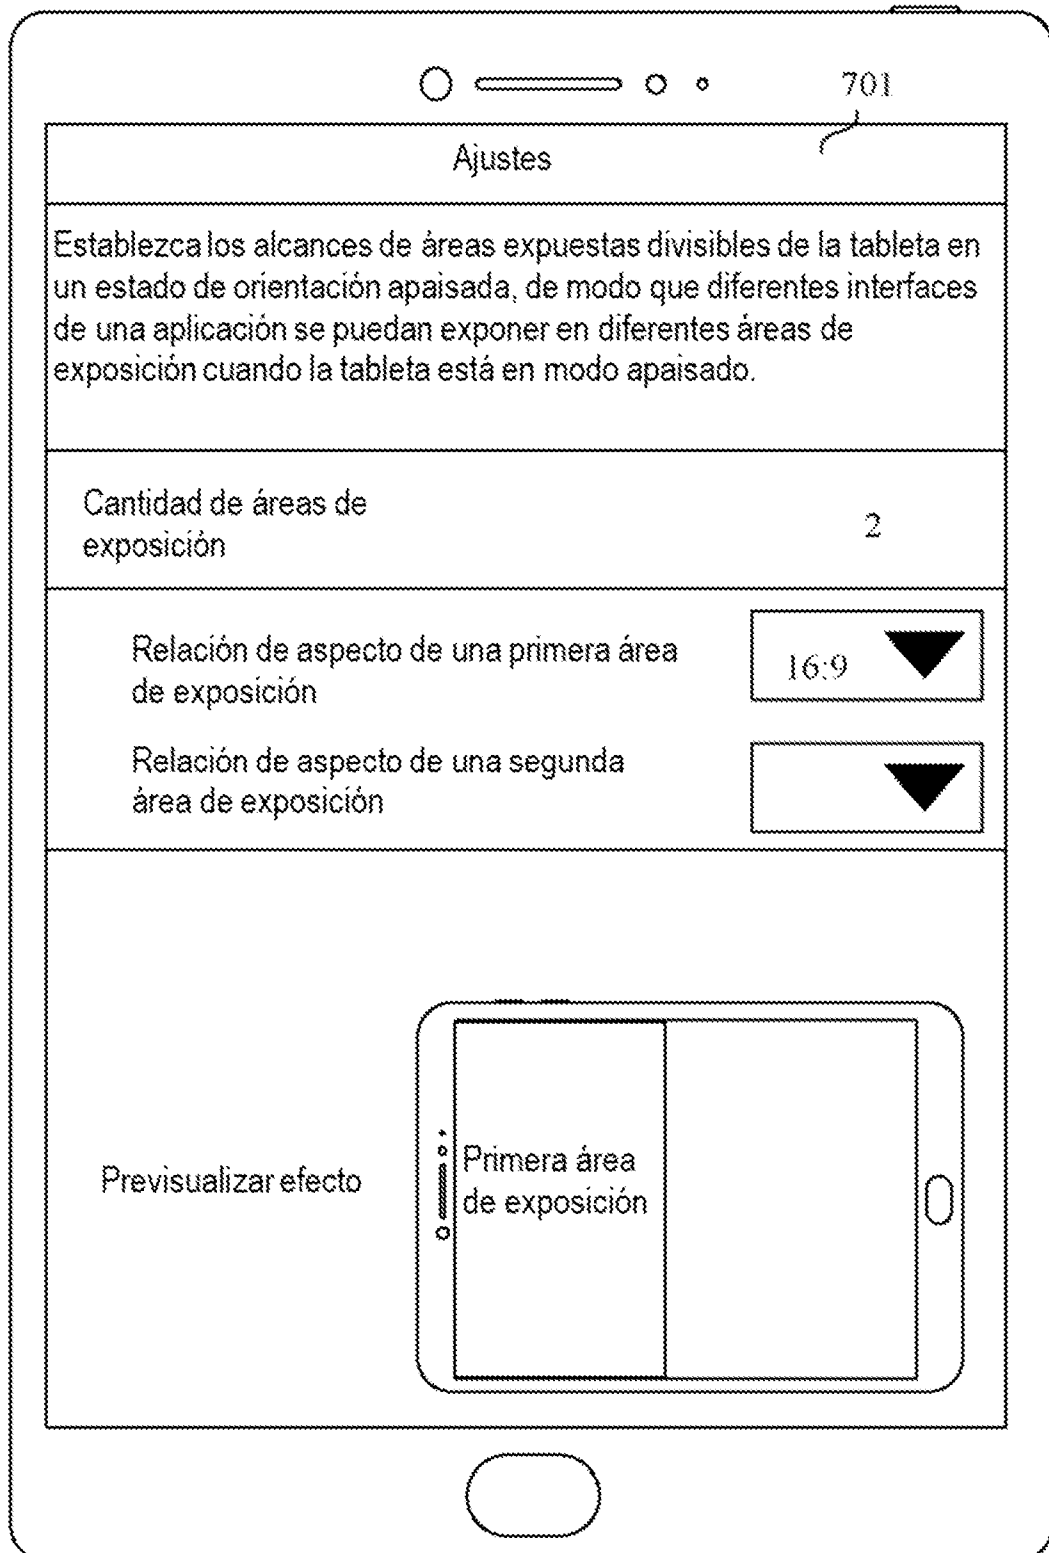 701
Ajustes
Establezca los alcances de áreas expuestas divisibles de la tableta en
un estado de orientación apaisada, de modo que diferentes interfaces
de una aplicación se puedan exponer en diferentes áreas de
exposición cuando la tableta está en modo apaisado.
Cantidad de áreas de
exposición
2
Relación de aspecto de una primera área
de exposición
16:9
Relación de aspecto de una segunda
área de exposición
Previsualizar efecto
Primera área
de exposición